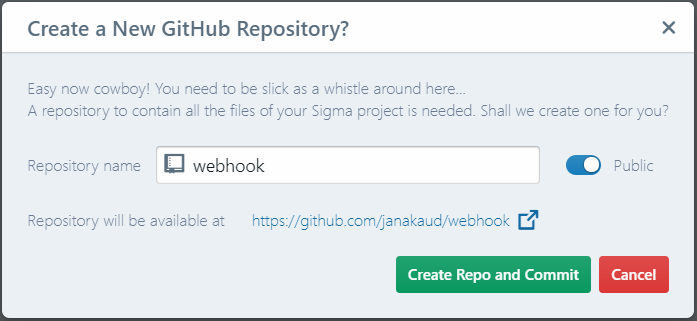 Create a New GitHub Repository?
Easy now cowboy! You need to be slick as a whistle around here...
A repository to contain all the files of your Sigma project is needed. Shall we create one for you?
Repository name webhook Public
Repository will be available at https://github.com/janakaud/webhook
Create Repo and Commit Cancel